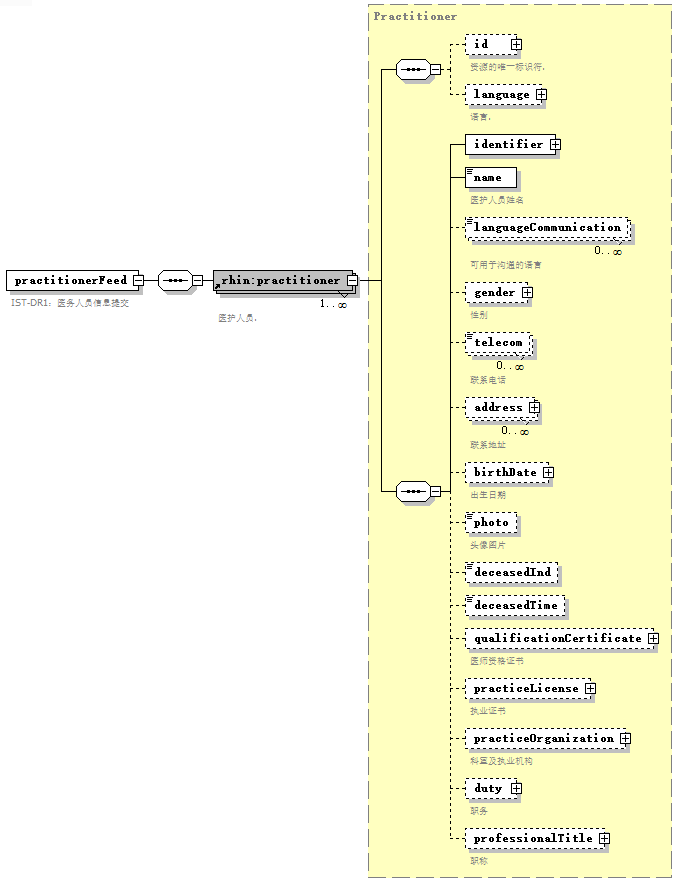 Practitioner
id
资源的唯一标识符.
language
语言.
identifier
name
医护人员姓名
languageCommunication
0..∞
可用于沟通的语言
practitionerFeed
IST-DR1：医务人员信息提交
rhin:practitioner
1..∞
医护人员.
gender
性别
telecom
0..∞
联系电话
address
0..∞
联系地址
birthDate
出生日期
photo
头像图片
deceasedInd
deceasedTime
qualificationCertificate
医师资格证书
practiceLicense
执业证书
practiceOrganization
科室及执业机构
duty
职务
professionalTitle
职称